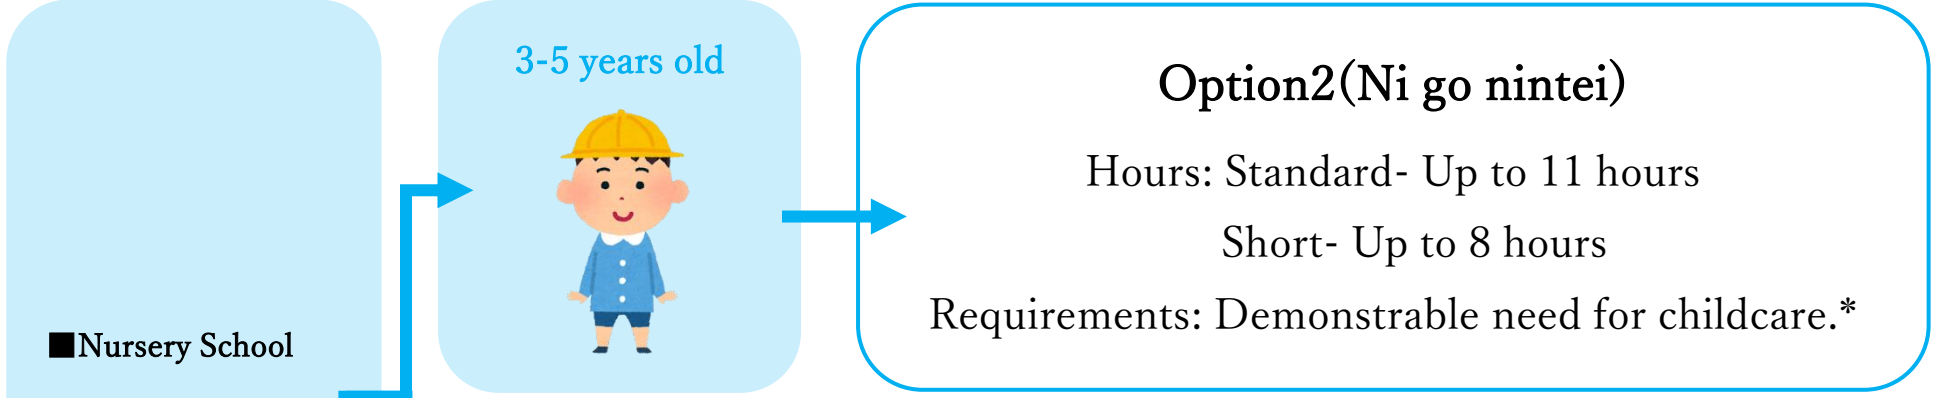 ■Nursery School
3-5 years old
Option2(Ni go nintei)
Hours: Standard- Up to 11 hours
Short- Up to 8 hours
Requirements: Demonstrable need for childcare.*